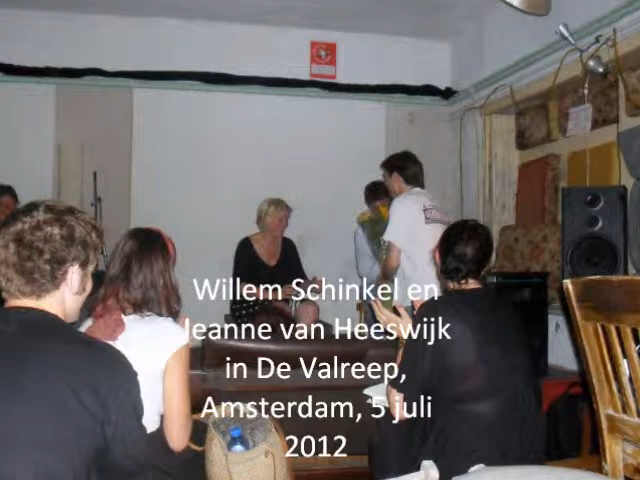 Willem Schinkel en
Jeanne van Heeswijk
in De Valreep,
Amsterdam, 5 juli
2012